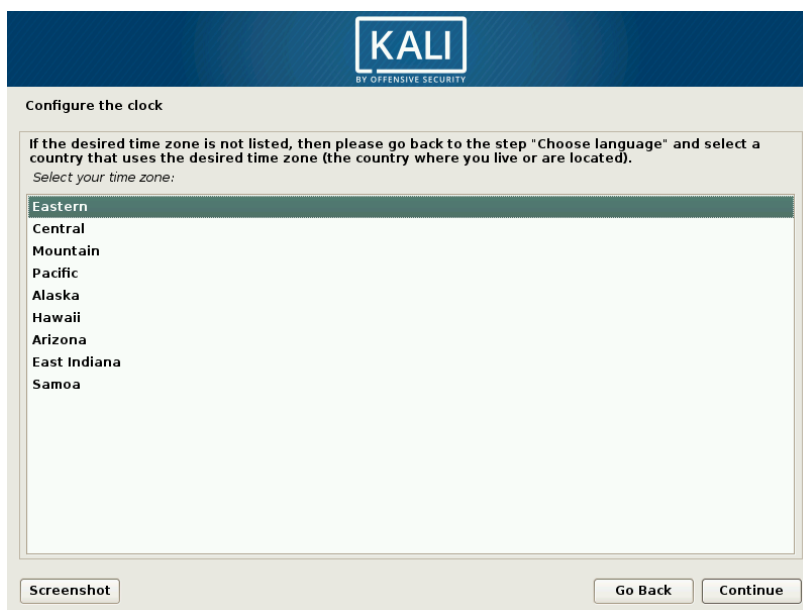 KALI
BY OFFENSIVE SECURITY
Configure the clock
If the desired time zone is not listed, then please go back to the step "Choose language" and select a
country that uses the desired time zone (the country where you live or are located).
Select your time zone:
Eastern
Central
Mountain
Pacific
Alaska
Hawaii
Arizona
East Indiana
Samoa
Screenshot
Go Back
Continue